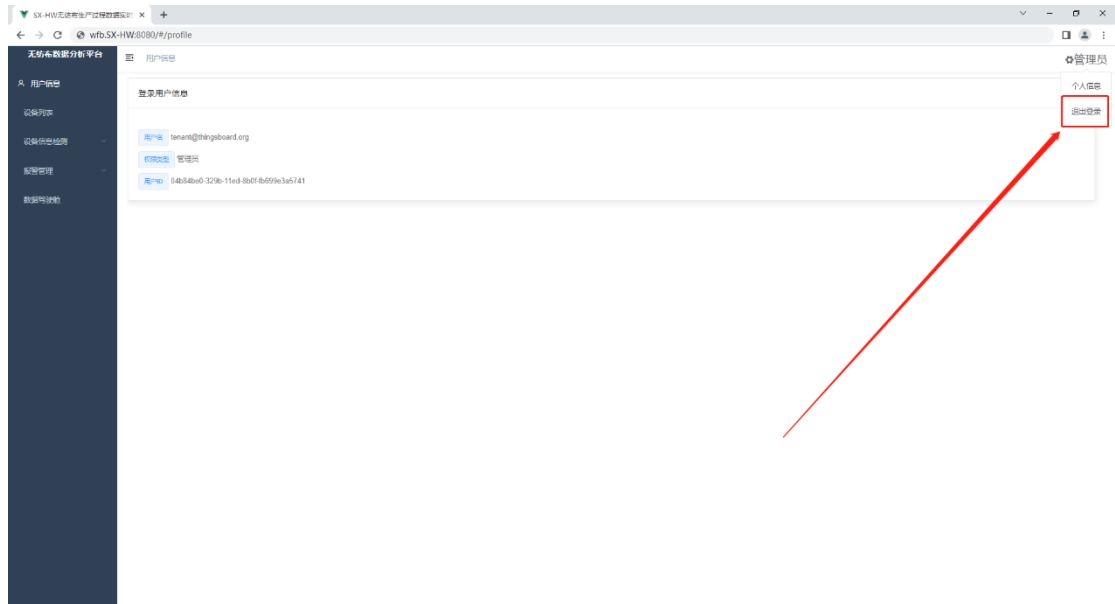 SX-HW无纺布生产过程数据实时
wfb.SX-HW:8080/#/profile
无纺布数据分析平台
用户信息
管理员
用户信息
登录用户信息
个人信息
设备列表
退出登录
设备信息检测
用户名 tenant@thingsboard.org
权限类型 管理员
报警管理
用户ID 04b84be0-329b-11ed-8b0f-fb699e3a5741
数据驾驶舱